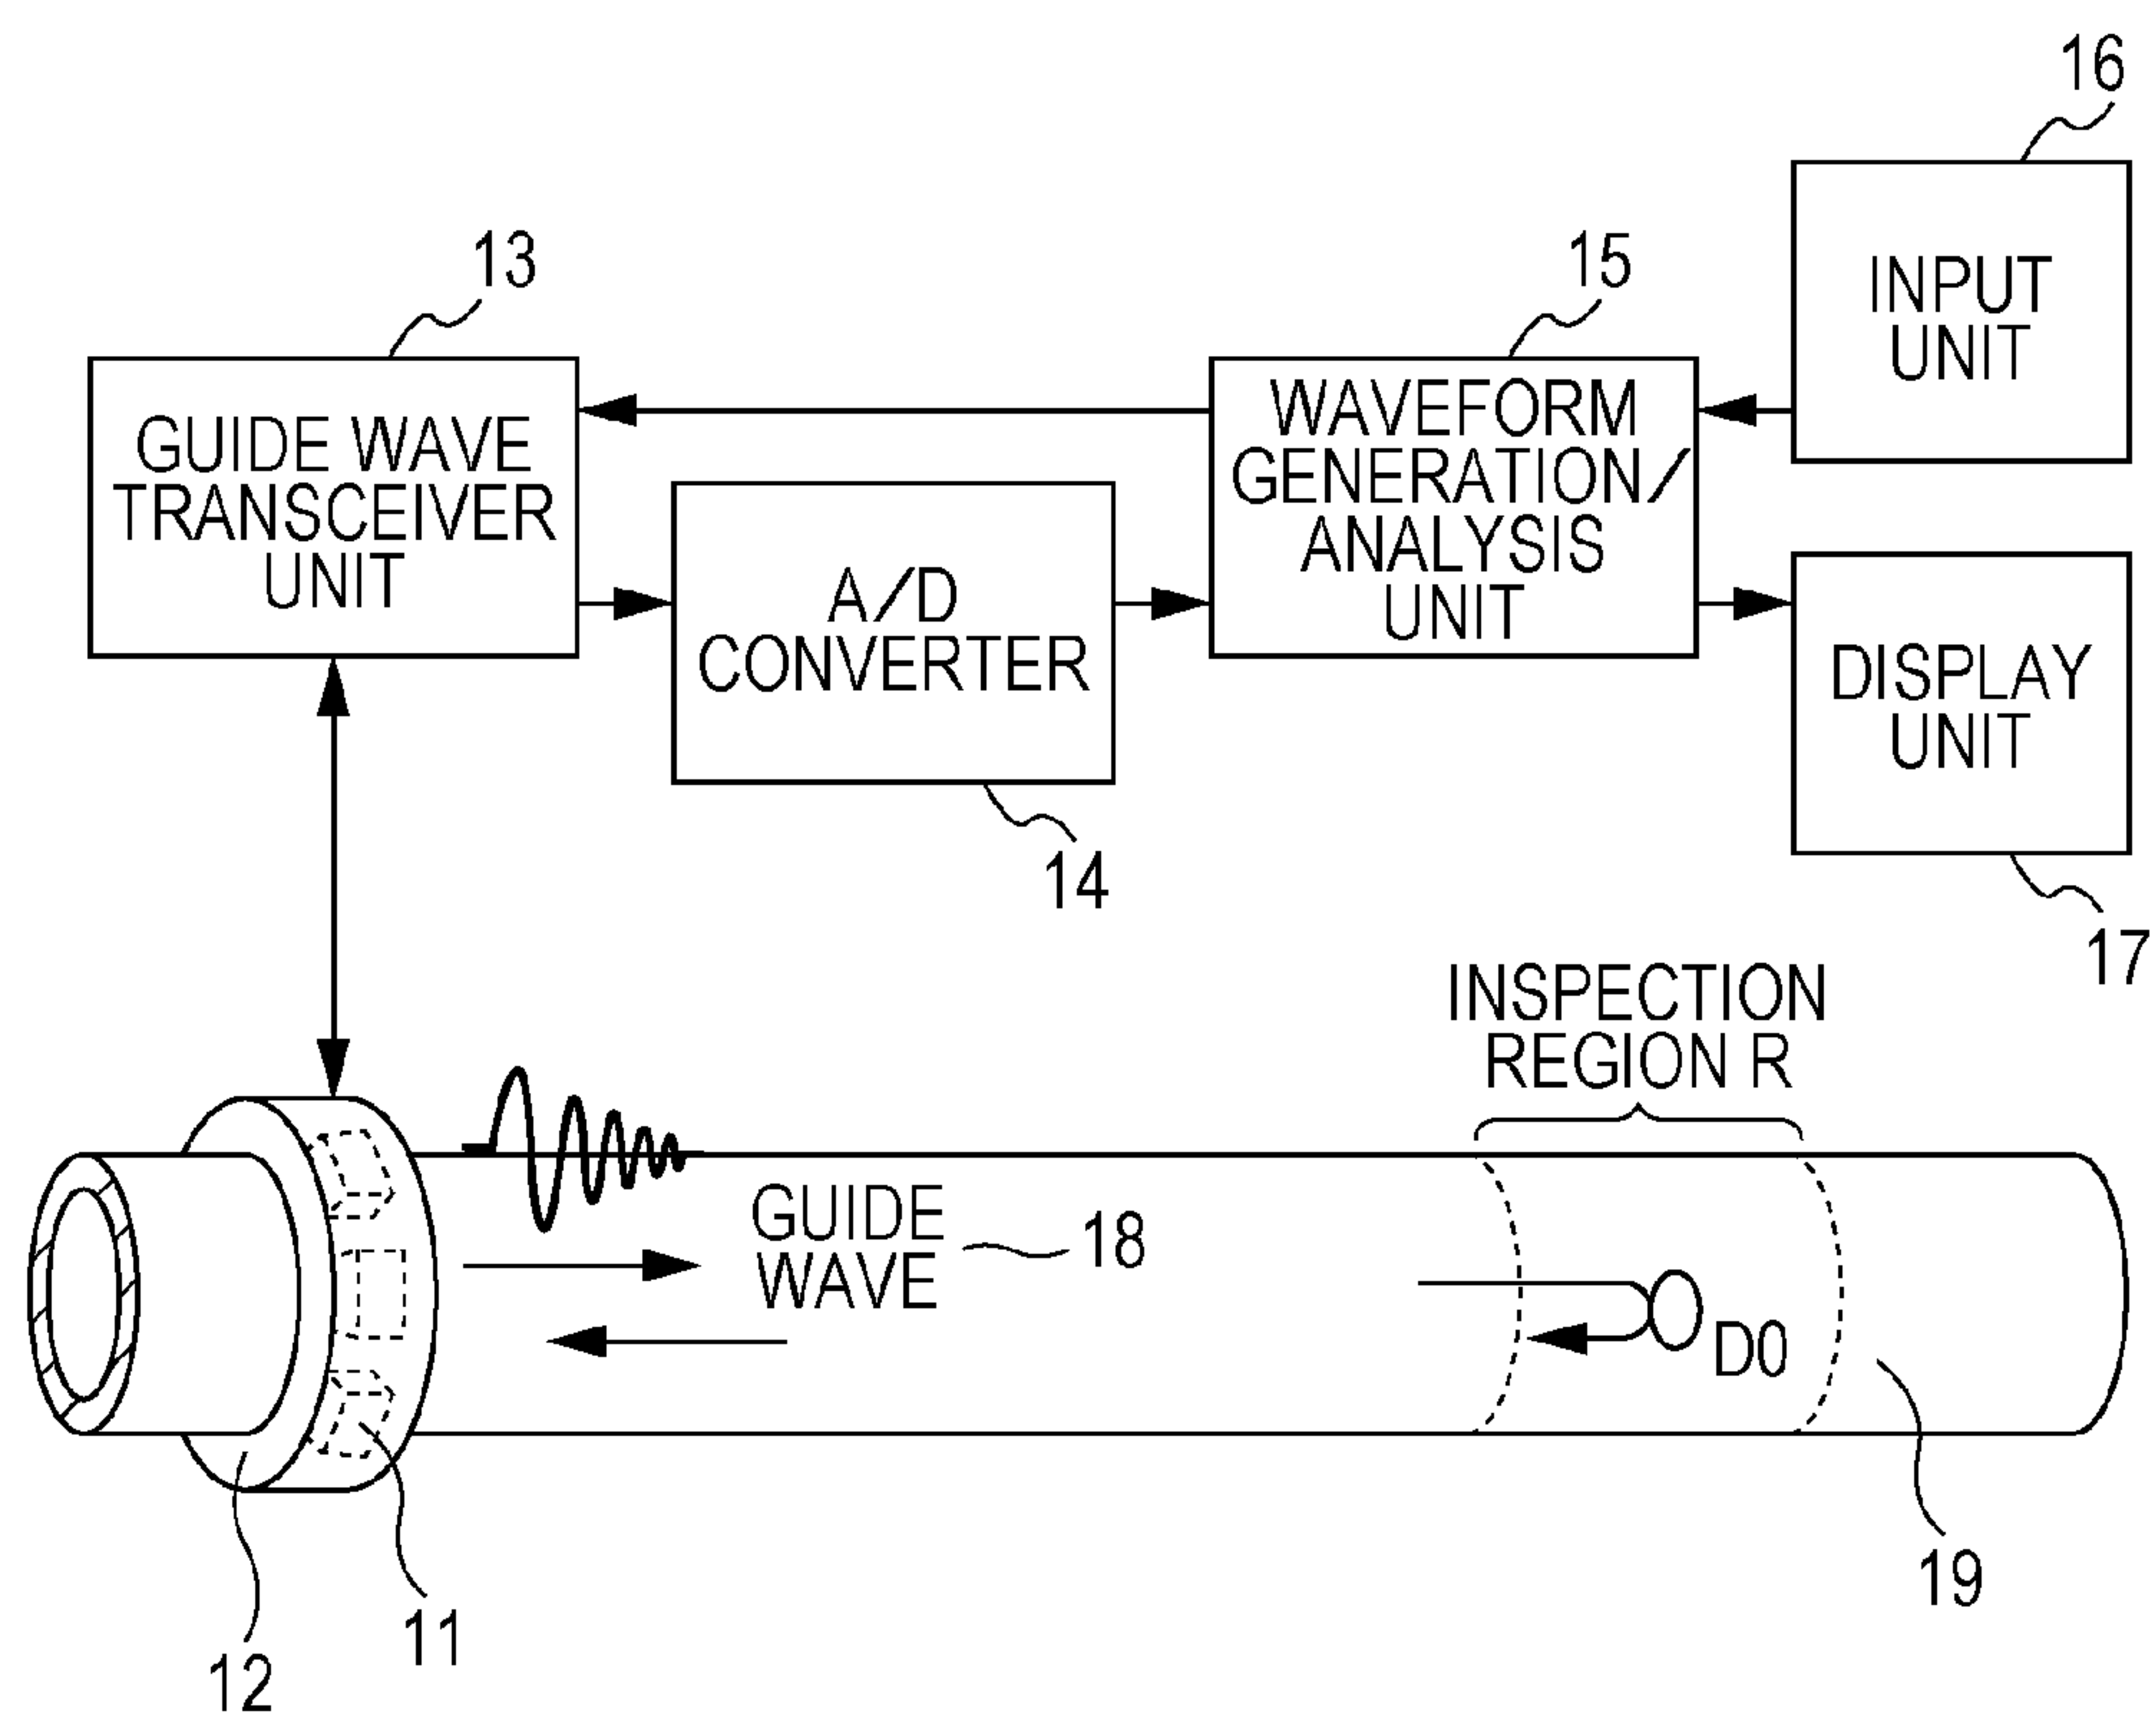 16
INPUT
UNIT
13
GUIDE WAVE
TRANSCEIVER
UNIT
15
WAVEFORM
GENERATION/
ANALYSIS
UNIT
A/D
CONVERTER
14
DISPLAY
UNIT
17
INSPECTION
REGION R
GUIDE
WAVE
18
D0
19
11
12